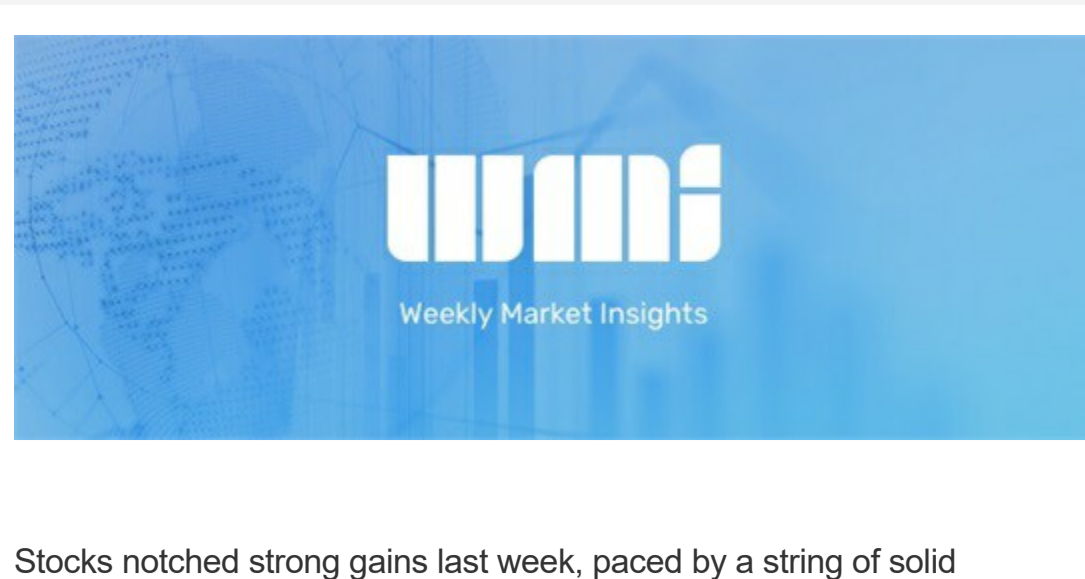 wmi
Weekly Market Insights
Stocks notched strong gains last week, paced by a string of solid